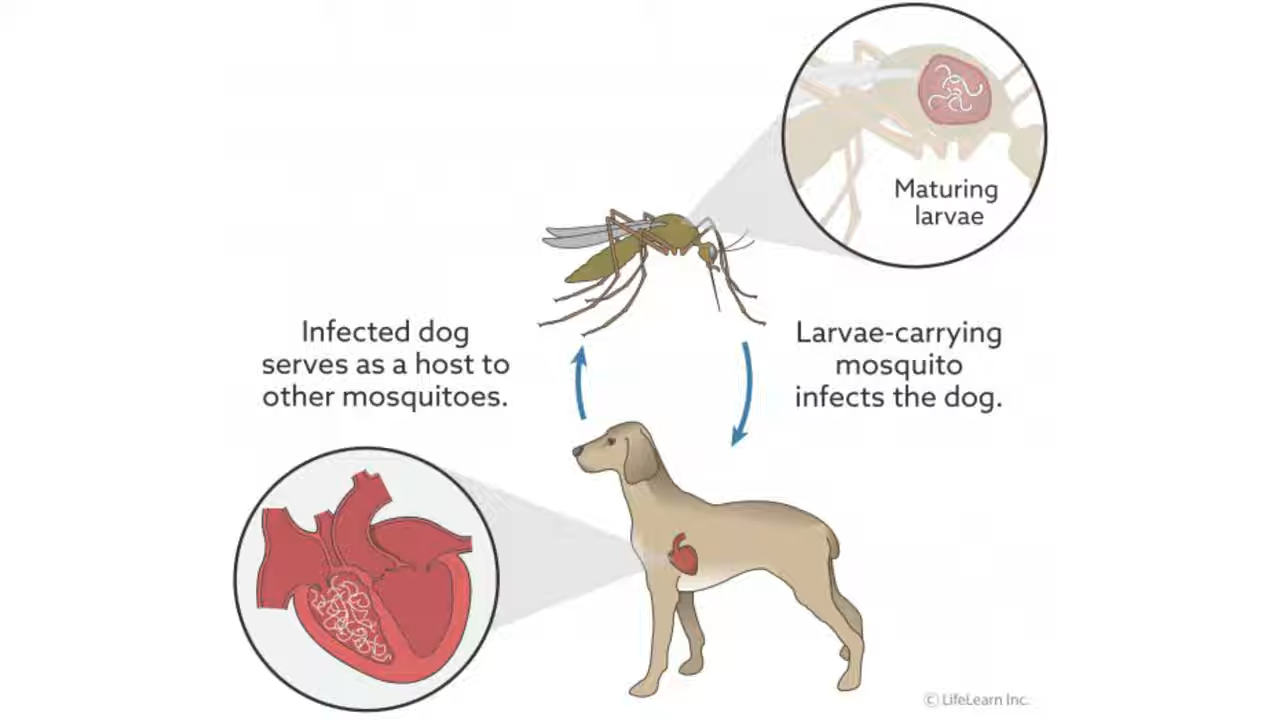 Maturing
larvae
Infected dog
serves as a host to
other mosquitoes.
Larvae-carrying
mosquito
infects the dog.
© LifeLearn Inc.